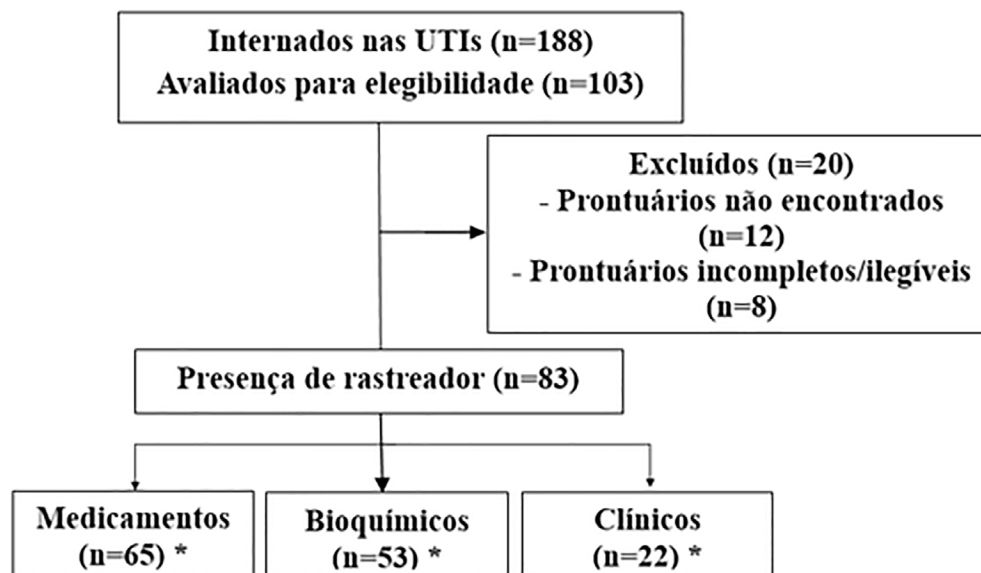 Internados nas UTIs (n=188)
Avaliados para elegibilidade (n=103)
Excluídos (n=20)
- Prontuários não encontrados
(n=12)
- Prontuários incompletos/ilegíveis
(n=8)
Presença de rastreador (n=83)
Medicamentos
(n=65) *
Bioquímicos
(n=53) *
Clínicos
(n=22) *